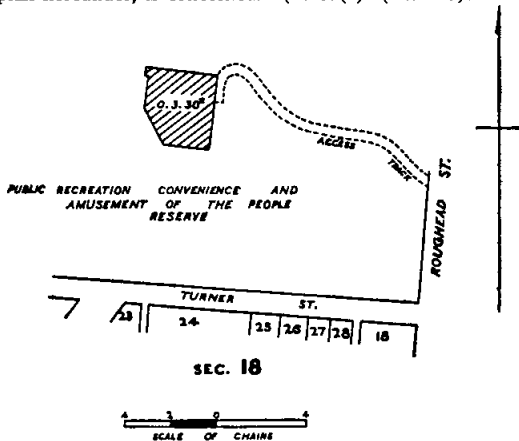 O. 3. 30
ACCESS
TRACK
PUBLIC RECREATION CONVENIENCE AND
AMUSEMENT OF THE PEOPLE
RESERVE
ROUGHEAD ST.
TURNER ST.
23 24 25 26 27 28 18
SEC. 18
4 2 0 4
SCALE OF CHAINS